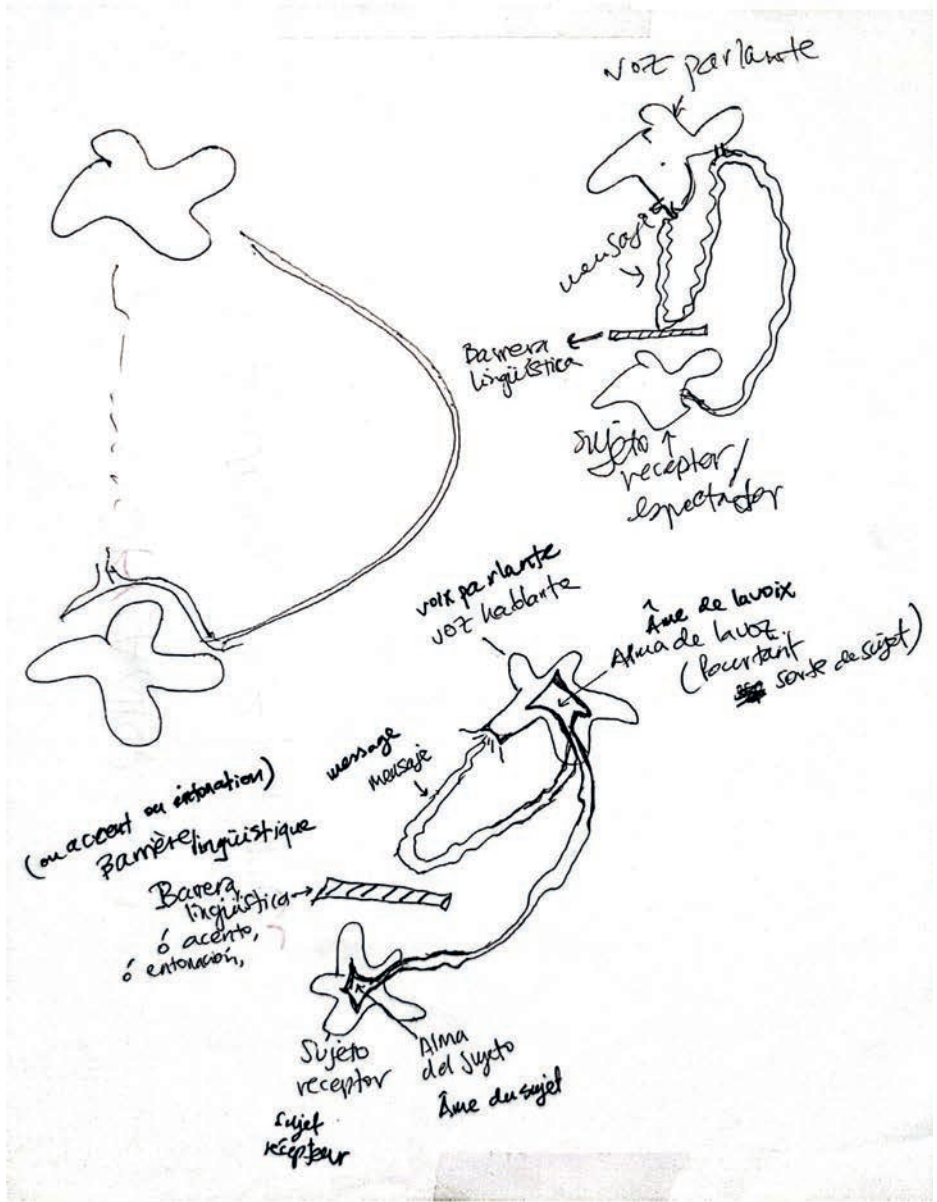 voz parlante
mensaje
Barrera
lingüística
sujeto
receptor/
espectador
voix parlante
voz hablante
Âme de la voix
Alma de la voz
(Pourtant
sorte de sujet)
message
mensaje
(ou accent ou intonation)
Barrière linguistique
Barrera
lingüística
ó acento,
ó entonación,
Sujeto
receptor
Alma
del sujeto
Âme du sujet
sujet
récepteur